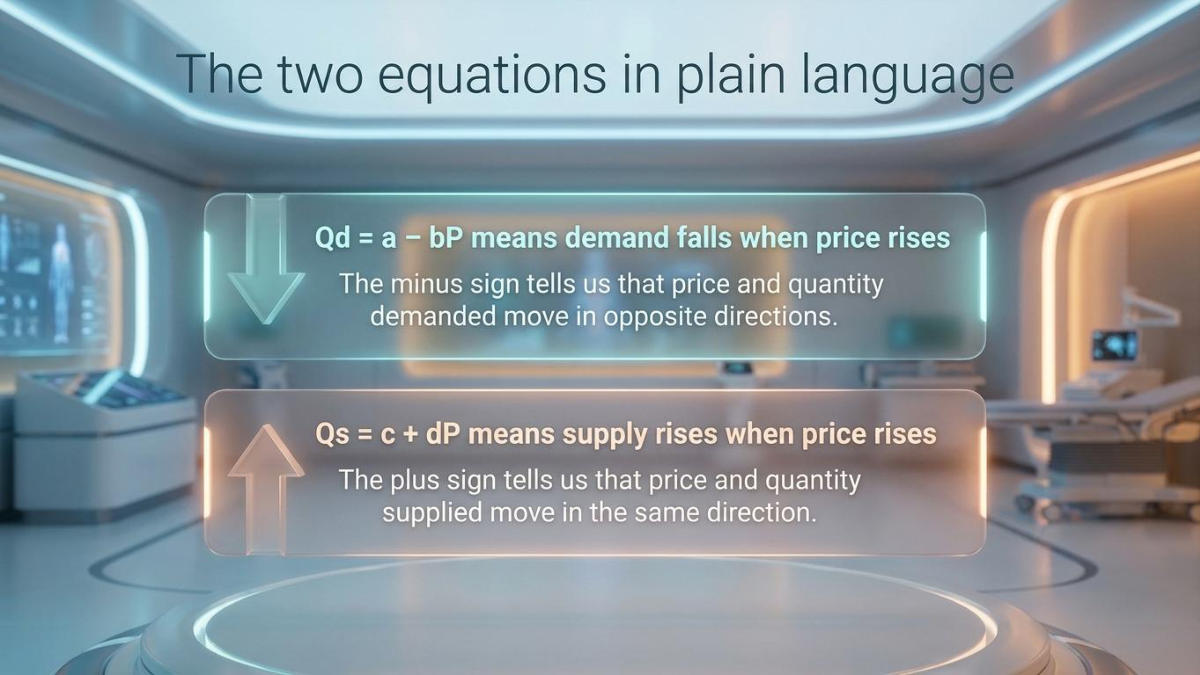 The two equations in plain language
Qd = a – bP means demand falls when price rises
The minus sign tells us that price and quantity
demanded move in opposite directions.
Qs = c + dP means supply rises when price rises
The plus sign tells us that price and quantity
supplied move in the same direction.